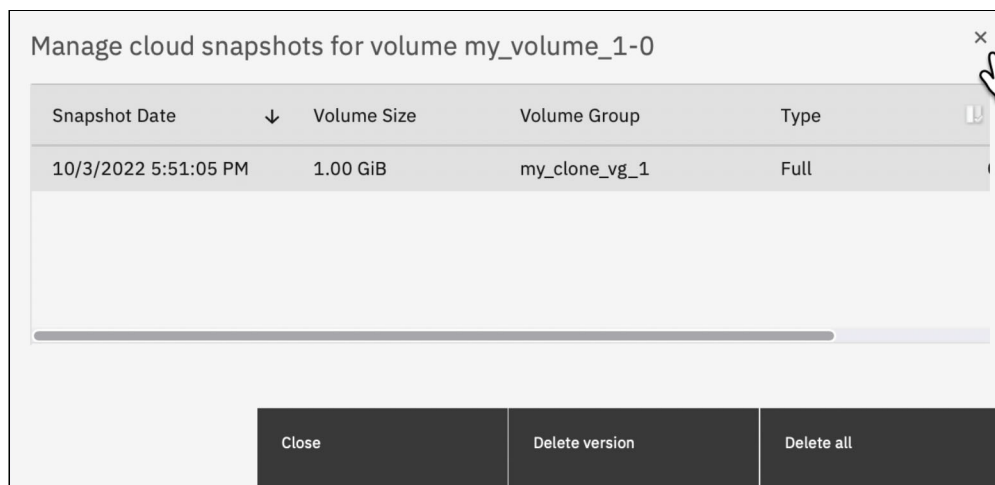 Manage cloud snapshots for volume my_volume_1-0
Snapshot Date Volume Size Volume Group Type
10/3/2022 5:51:05 PM 1.00 GiB my_clone_vg_1 Full
Close Delete version Delete all